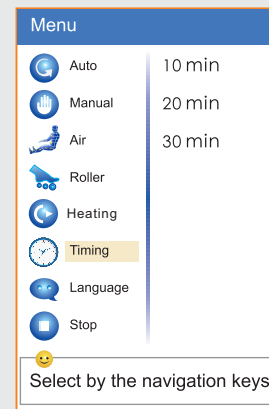 Menu
Auto
10 min
Manual
20 min
Air
30 min
Roller
Heating
Timing
Language
Stop
Select by the navigation keys